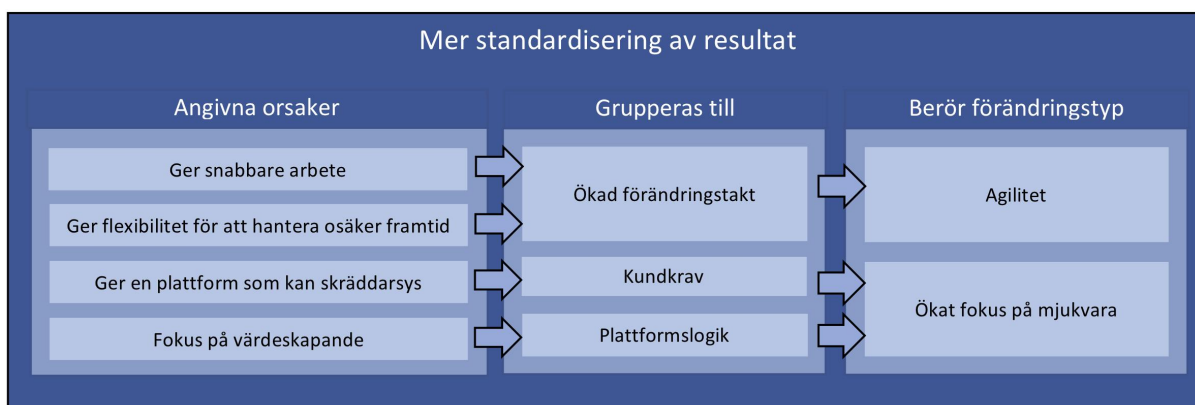 Mer standardisering av resultat
Angivna orsaker
Ger snabbare arbete
Ger flexibilitet för att hantera osäker framtid
Ger en plattform som kan skräddarsys
Fokus på värdeskapande
Grupperas till
Ökad förändringstakt
Kundkrav
Plattformslogik
Berör förändringstyp
Agilitet
Ökat fokus på mjukvara